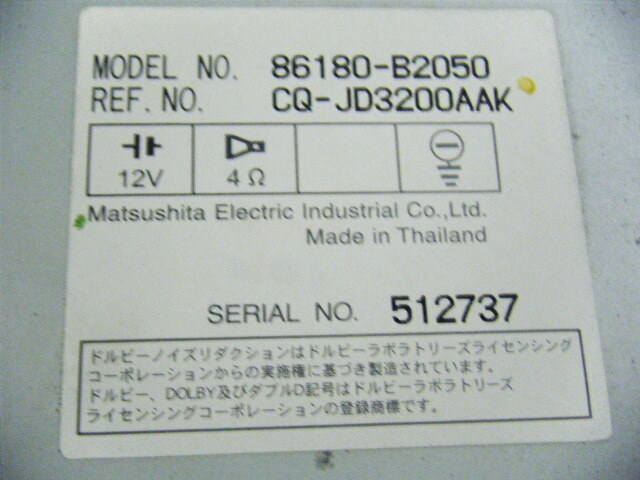 MODEL NO. 86180-B2050
REF. NO. CQ-JD3200AAK
12V 4 Ω
Matsushita Electric Industrial Co.,Ltd.
Made in Thailand
SERIAL NO. 512737
ドルビーノイズリダクションはドルビーラボラトリーズライセンシング
コーポレーションからの実施権に基づき製造されています。
ドルビー、DOLBY及びダブルD記号はドルビーラボラトリーズ
ライセンシングコーポレーションの登録商標です。